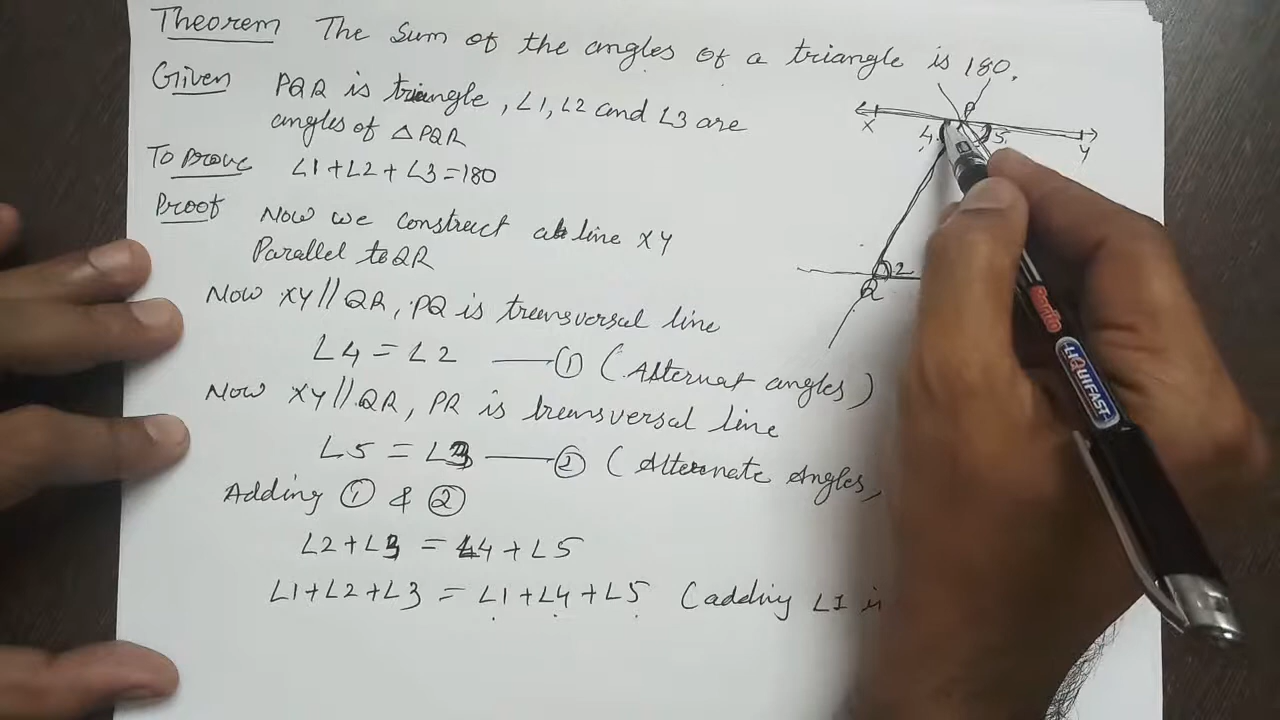 Theorem The Sum of the angles of a triangle is 180.
Given PQR is triangle, ∠1, ∠2 and ∠3 are
angles of △PQR
To Prove ∠1+∠2+∠3=180
Proof Now we construct a line XY
Parallel to QR
Now XY//QR, PQ is transversal line
∠4 = ∠2 —— ① (Alternat angles)
Now XY//QR, PR is transversal line
∠5 = ∠3 —— ② (Alternate Angles,
Adding ① & ②
∠2+∠3 = ∠4+∠5
∠1+∠2+∠3 = ∠1+∠4+∠5 (adding ∠1 in
P
X
4
5
Y
2
Q
LIQUIFAST